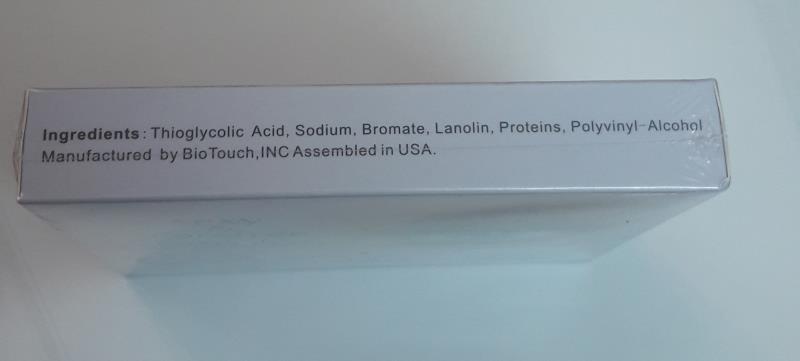 Ingredients: Thioglycolic Acid, Sodium, Bromate, Lanolin, Proteins, Polyvinyl-Alcohol
Manufactured by BioTouch,INC Assembled in USA.